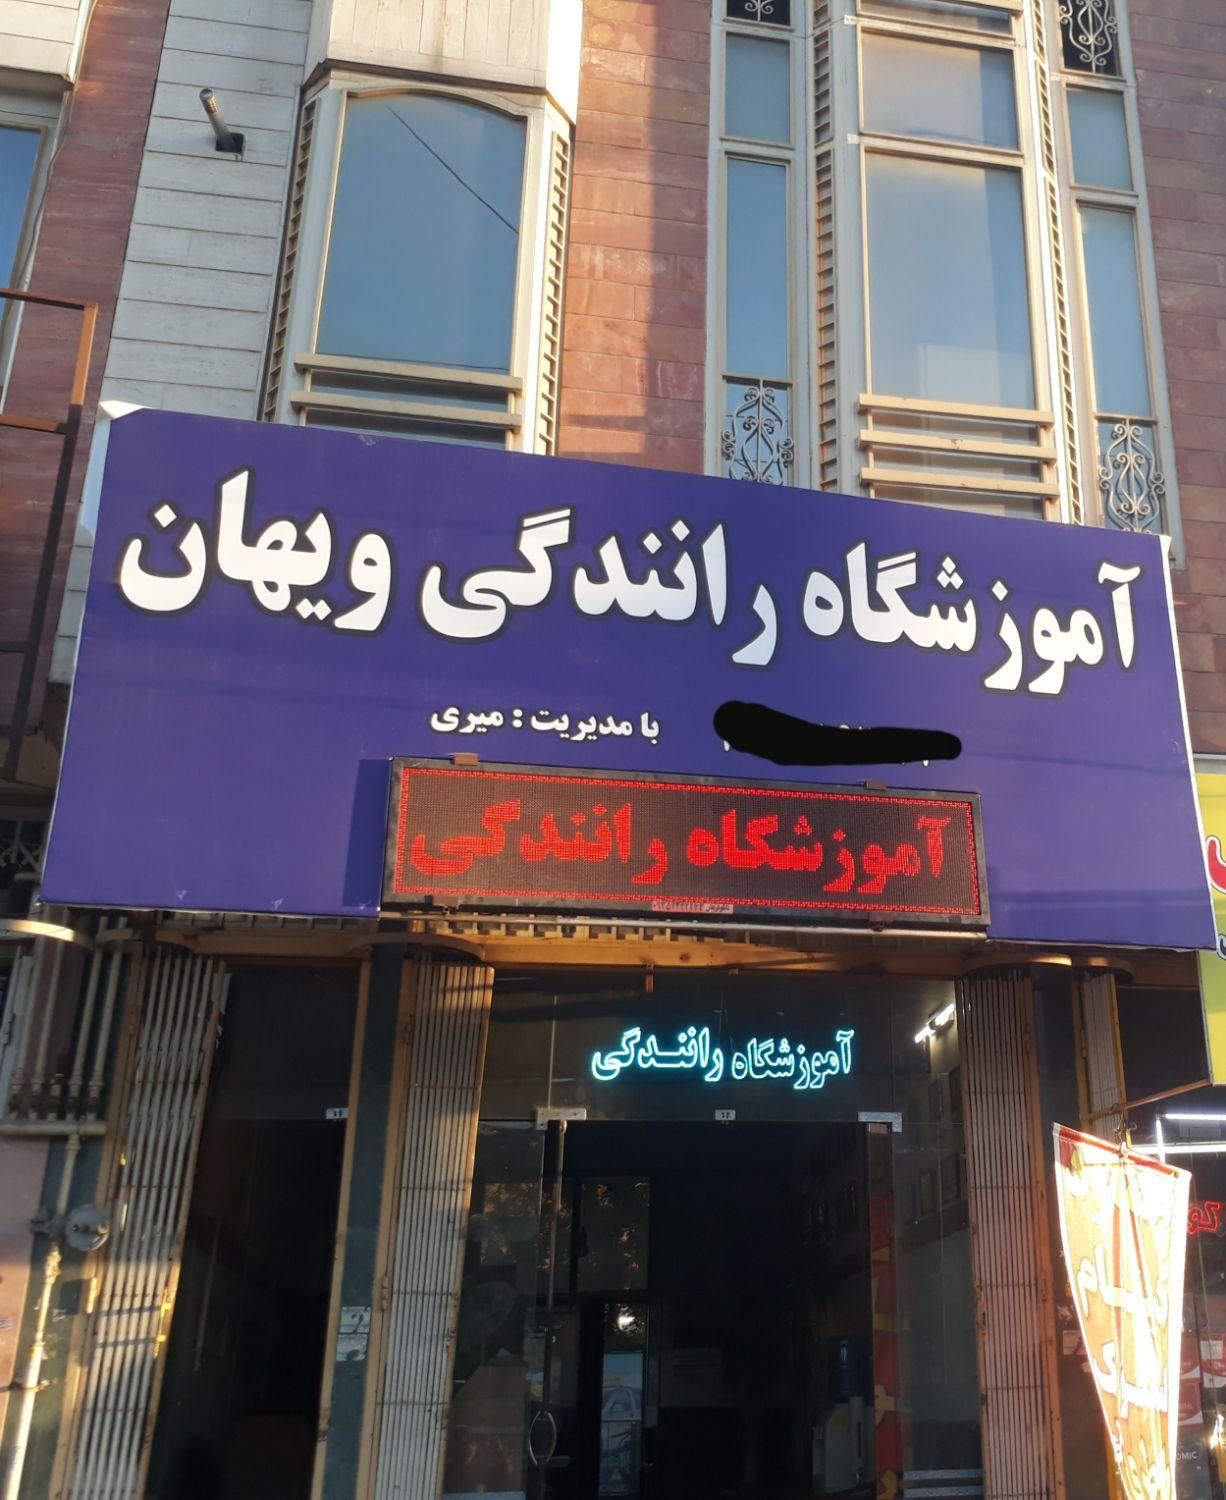 آموزشگاه رانندگی ویهان
با مدیریت : میری
آموزشگاه رانندگی
آموزشگاه رانندگی